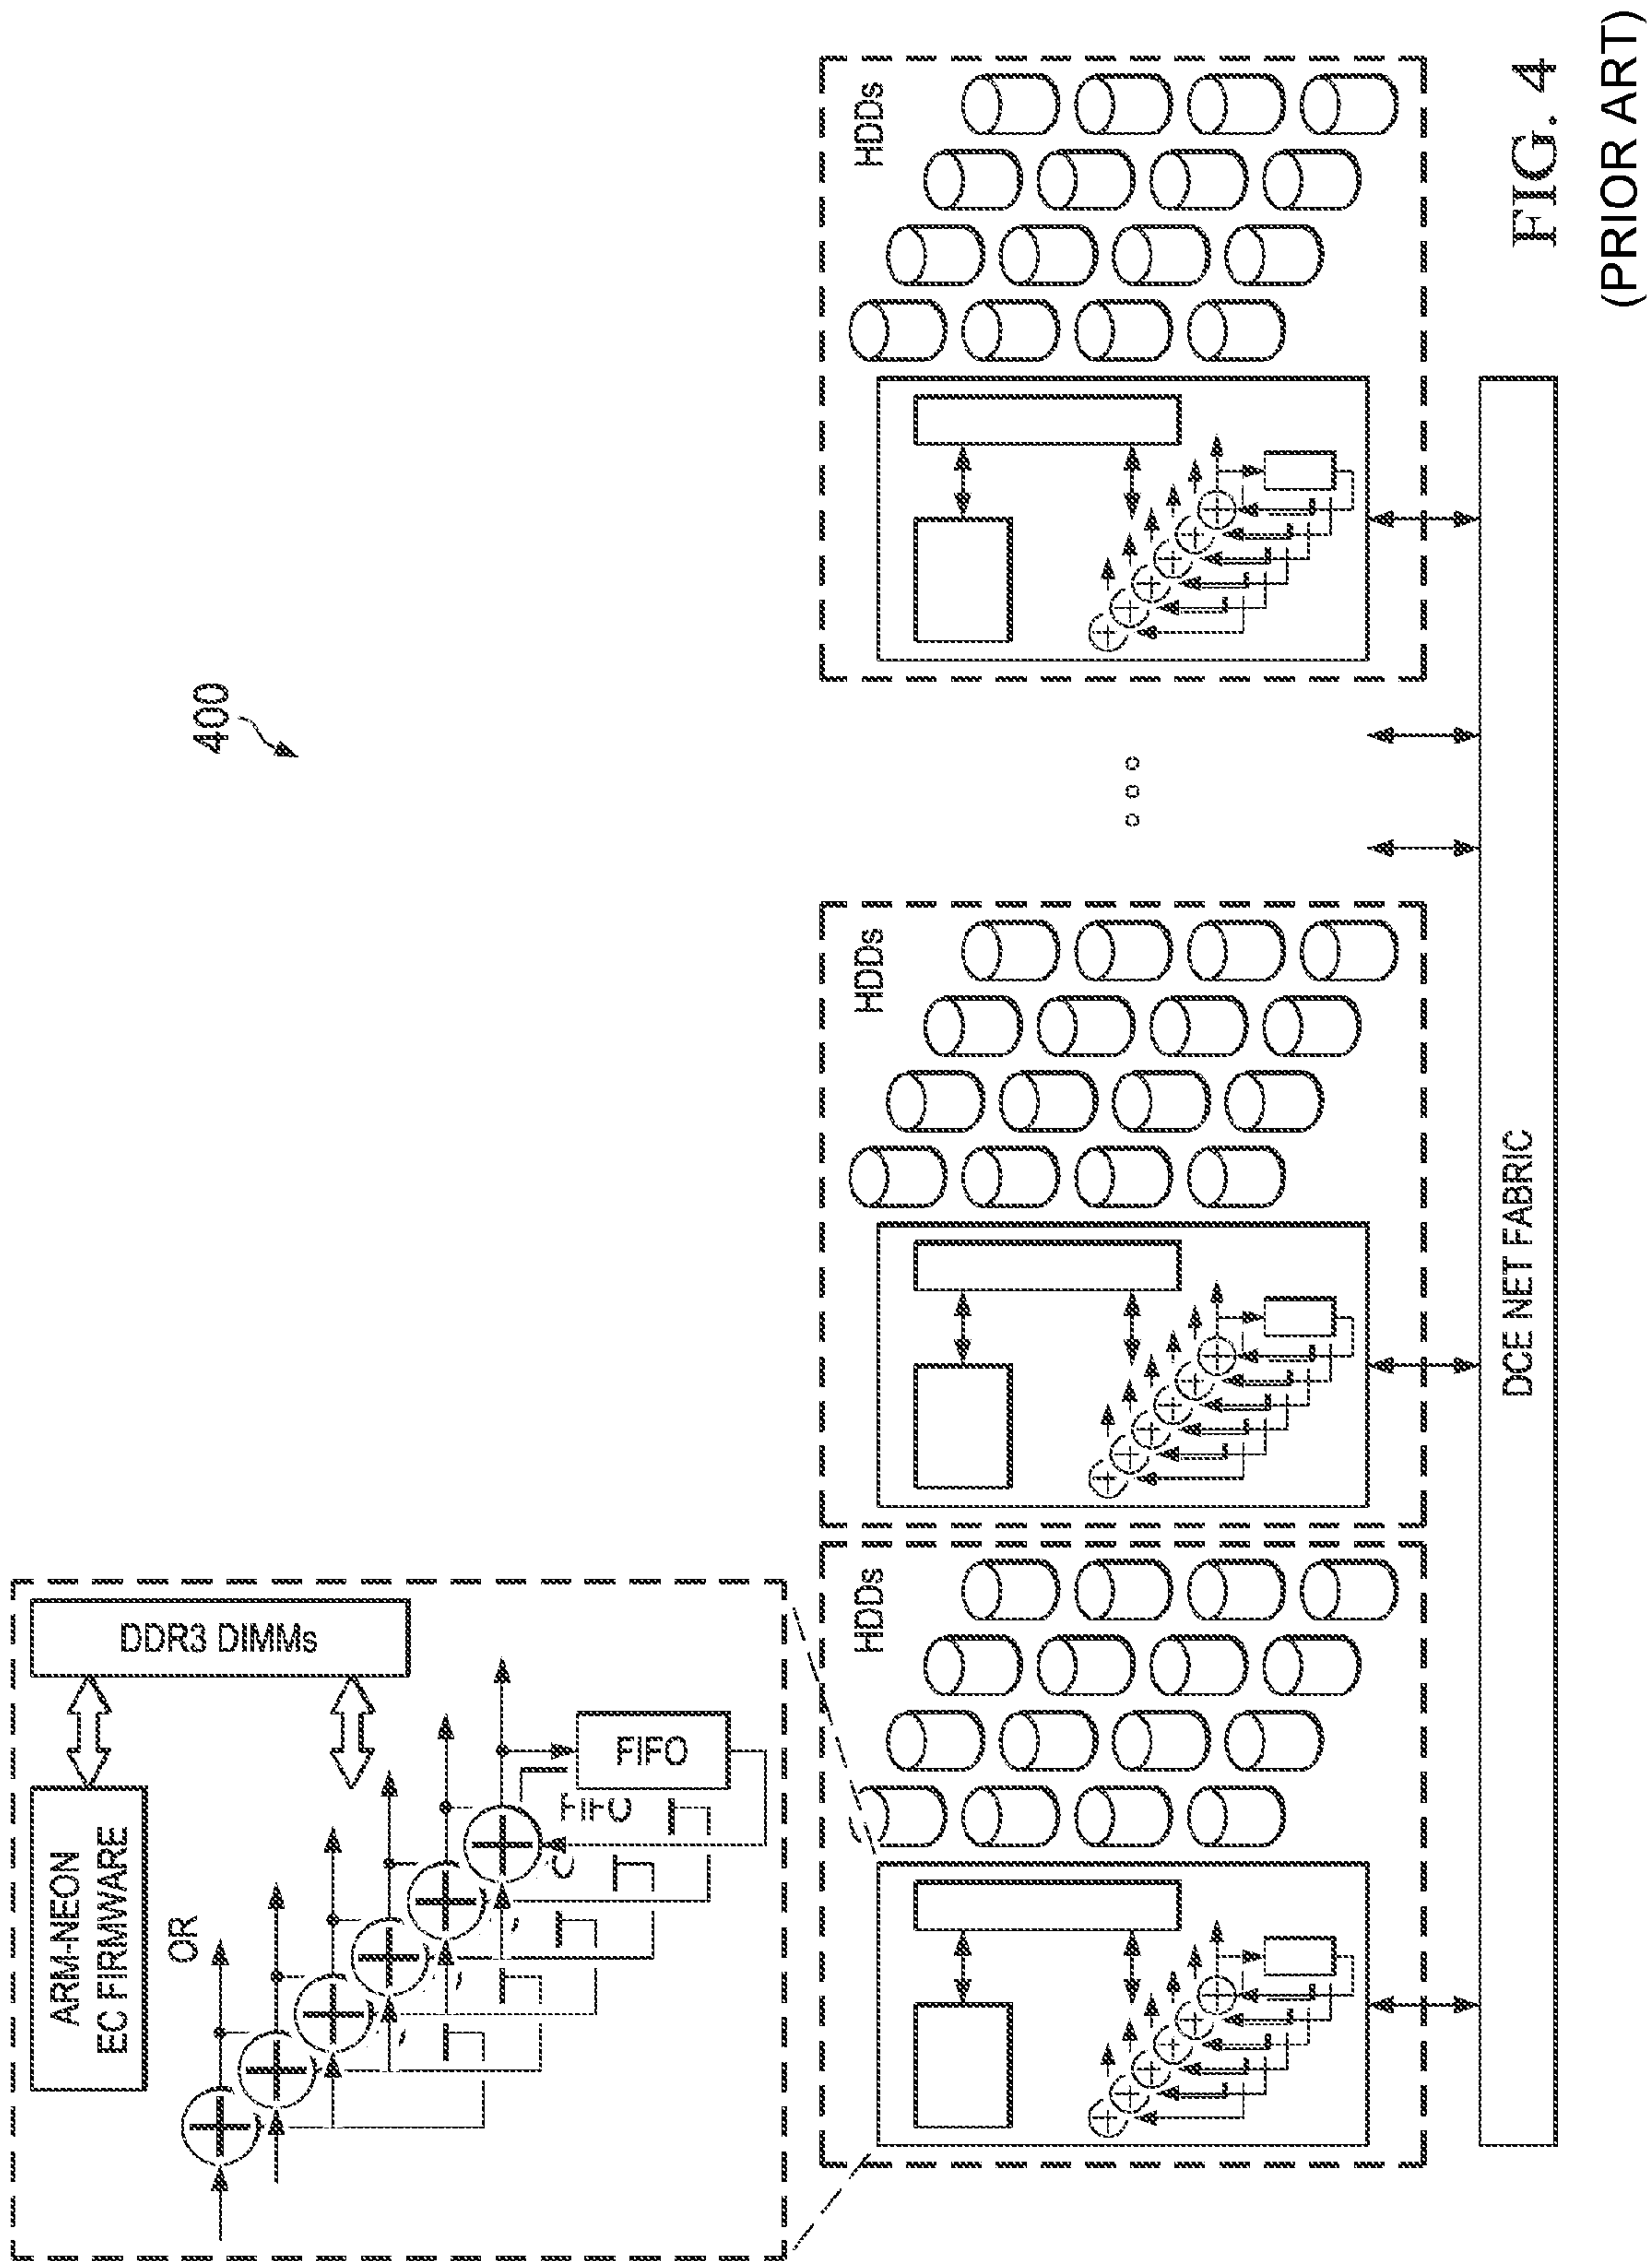 400
ARM-NEON
EC FIRMWARE
DDR3 DIMMs
OR
FIFO
FIFO
HDDs
HDDs
HDDs
DCE NET FABRIC
FIG. 4
(PRIOR ART)